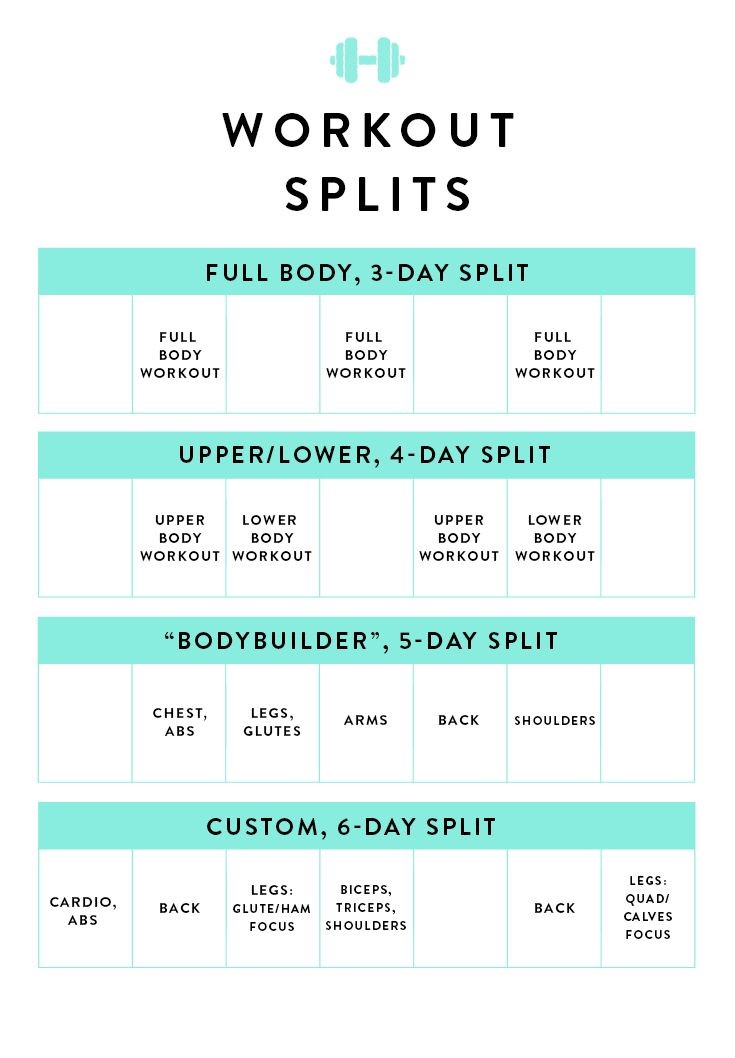 WORKOUT
SPLITS
FULL BODY, 3-DAY SPLIT
FULL
BODY
WORKOUT
FULL
BODY
WORKOUT
FULL
BODY
WORKOUT
UPPER/LOWER, 4-DAY SPLIT
UPPER
BODY
WORKOUT
LOWER
BODY
WORKOUT
UPPER
BODY
WORKOUT
LOWER
BODY
WORKOUT
“BODYBUILDER”, 5-DAY SPLIT
CHEST,
ABS
LEGS,
GLUTES
ARMS
BACK
SHOULDERS
CUSTOM, 6-DAY SPLIT
CARDIO,
ABS
BACK
LEGS:
GLUTE/HAM
FOCUS
BICEPS,
TRICEPS,
SHOULDERS
BACK
LEGS:
QUAD/
CALVES
FOCUS